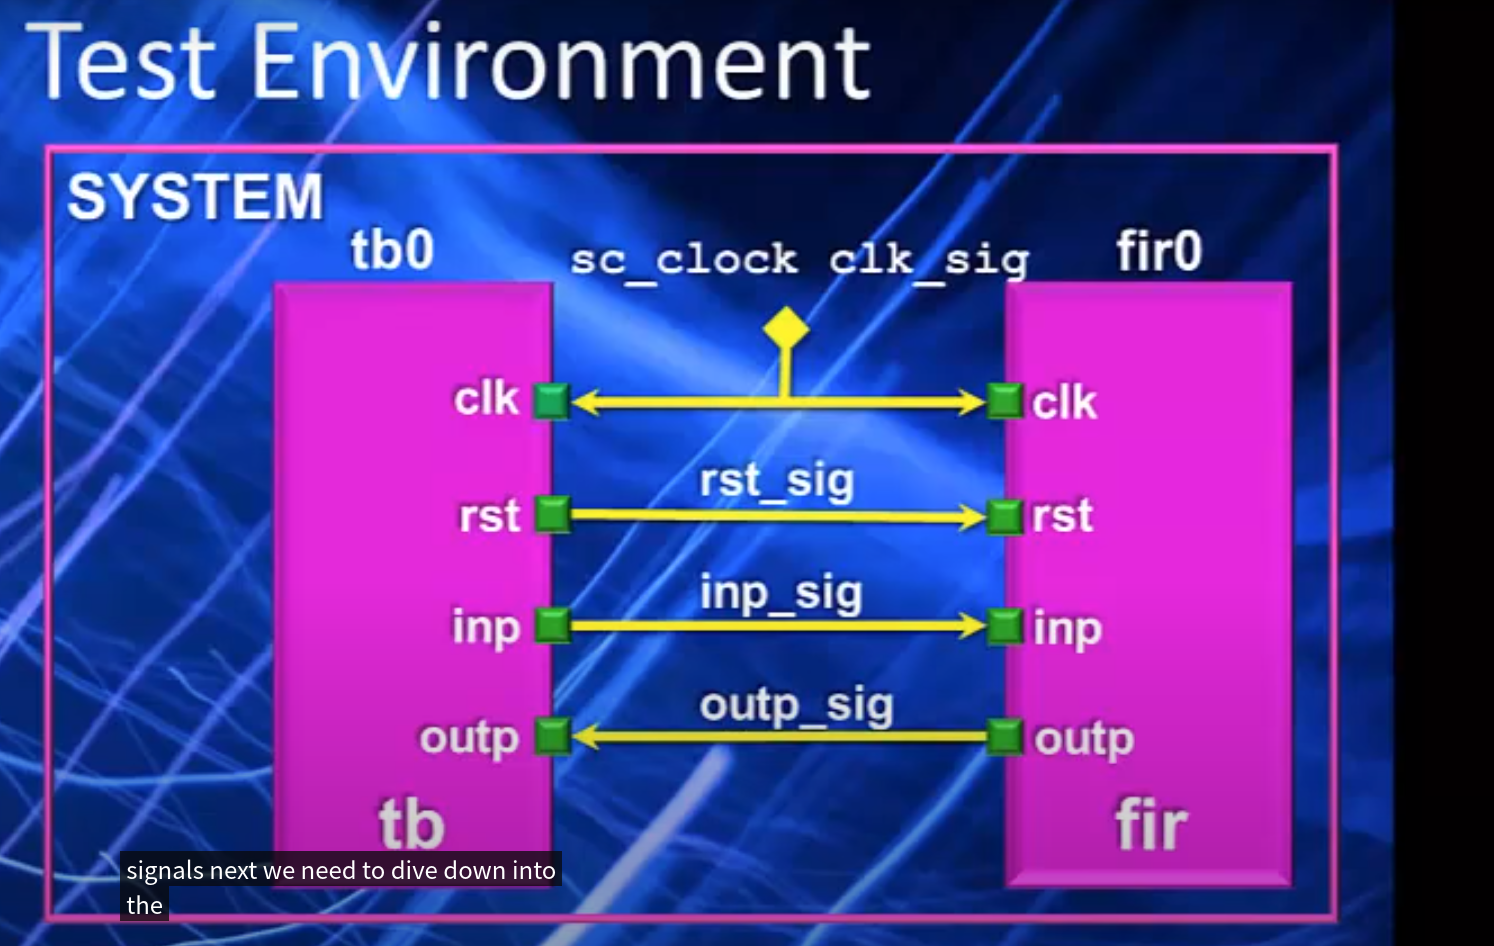 Test Environment
SYSTEM
tb0
sc_clock clk_sig
fir0
clk
clk
rst_sig
rst
rst
inp_sig
inp
inp
outp_sig
outp
outp
tb
fir
signals next we need to dive down into
the